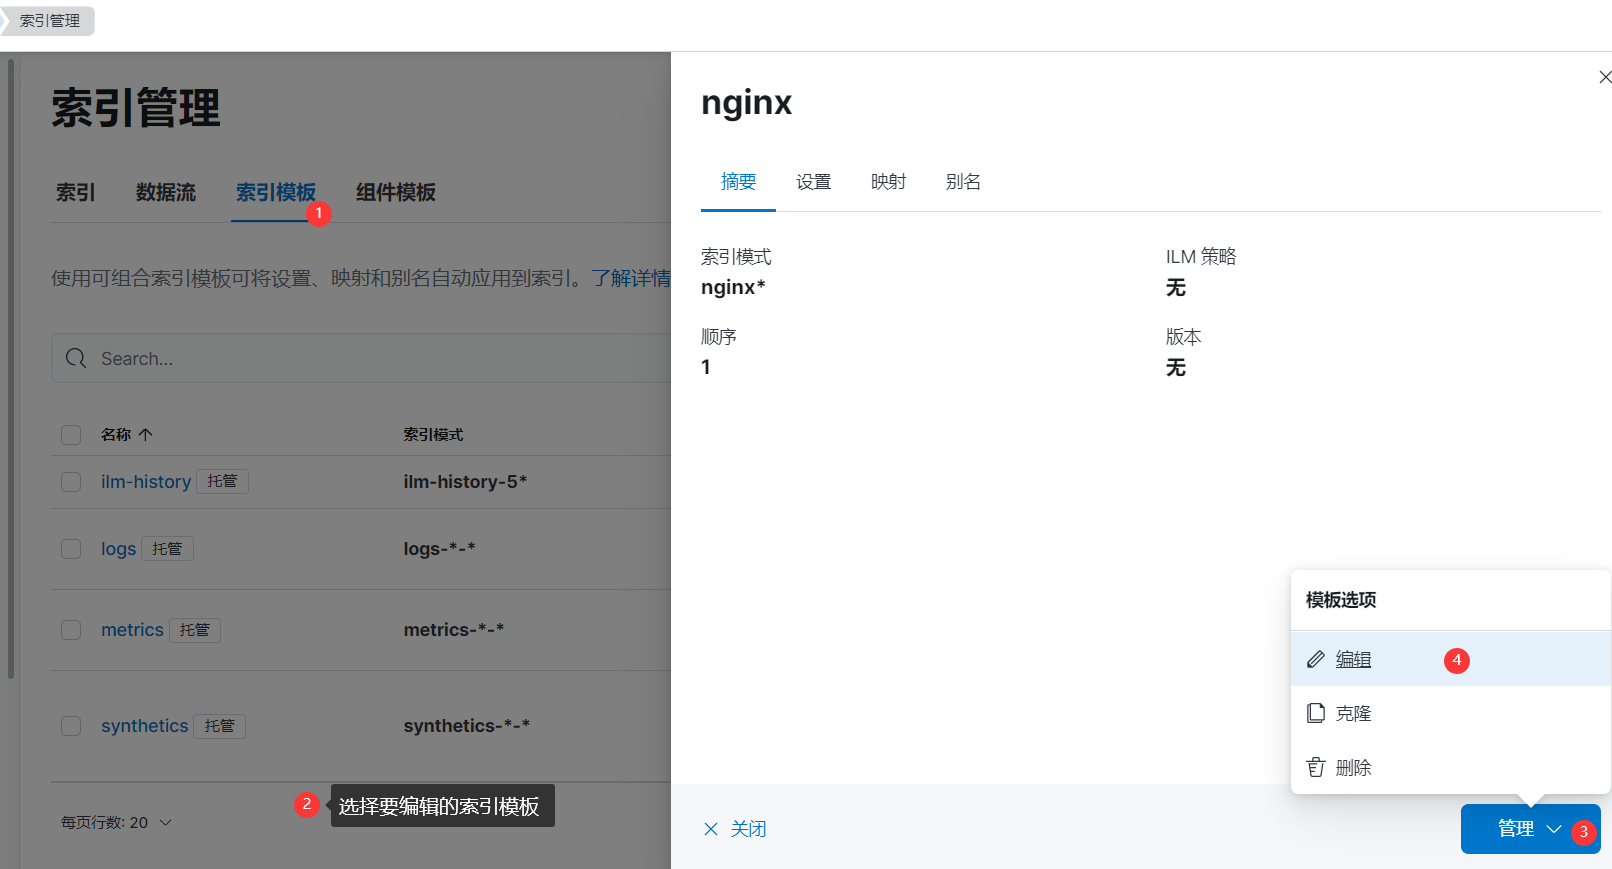 索引管理
索引管理
索引
数据流
索引模板
组件模板
1
使用可组合索引模板可将设置、映射和别名自动应用到索引。了解详情
Search...
名称
索引模式
ilm-history 托管
ilm-history-5*
logs 托管
logs-*-*
metrics 托管
metrics-*-*
synthetics 托管
synthetics-*-*
每页行数: 20
2
选择要编辑的索引模板
nginx
摘要
设置
映射
别名
索引模式
nginx*
ILM 策略
无
顺序
1
版本
无
模板选项
编辑
4
克隆
删除
关闭
管理
3